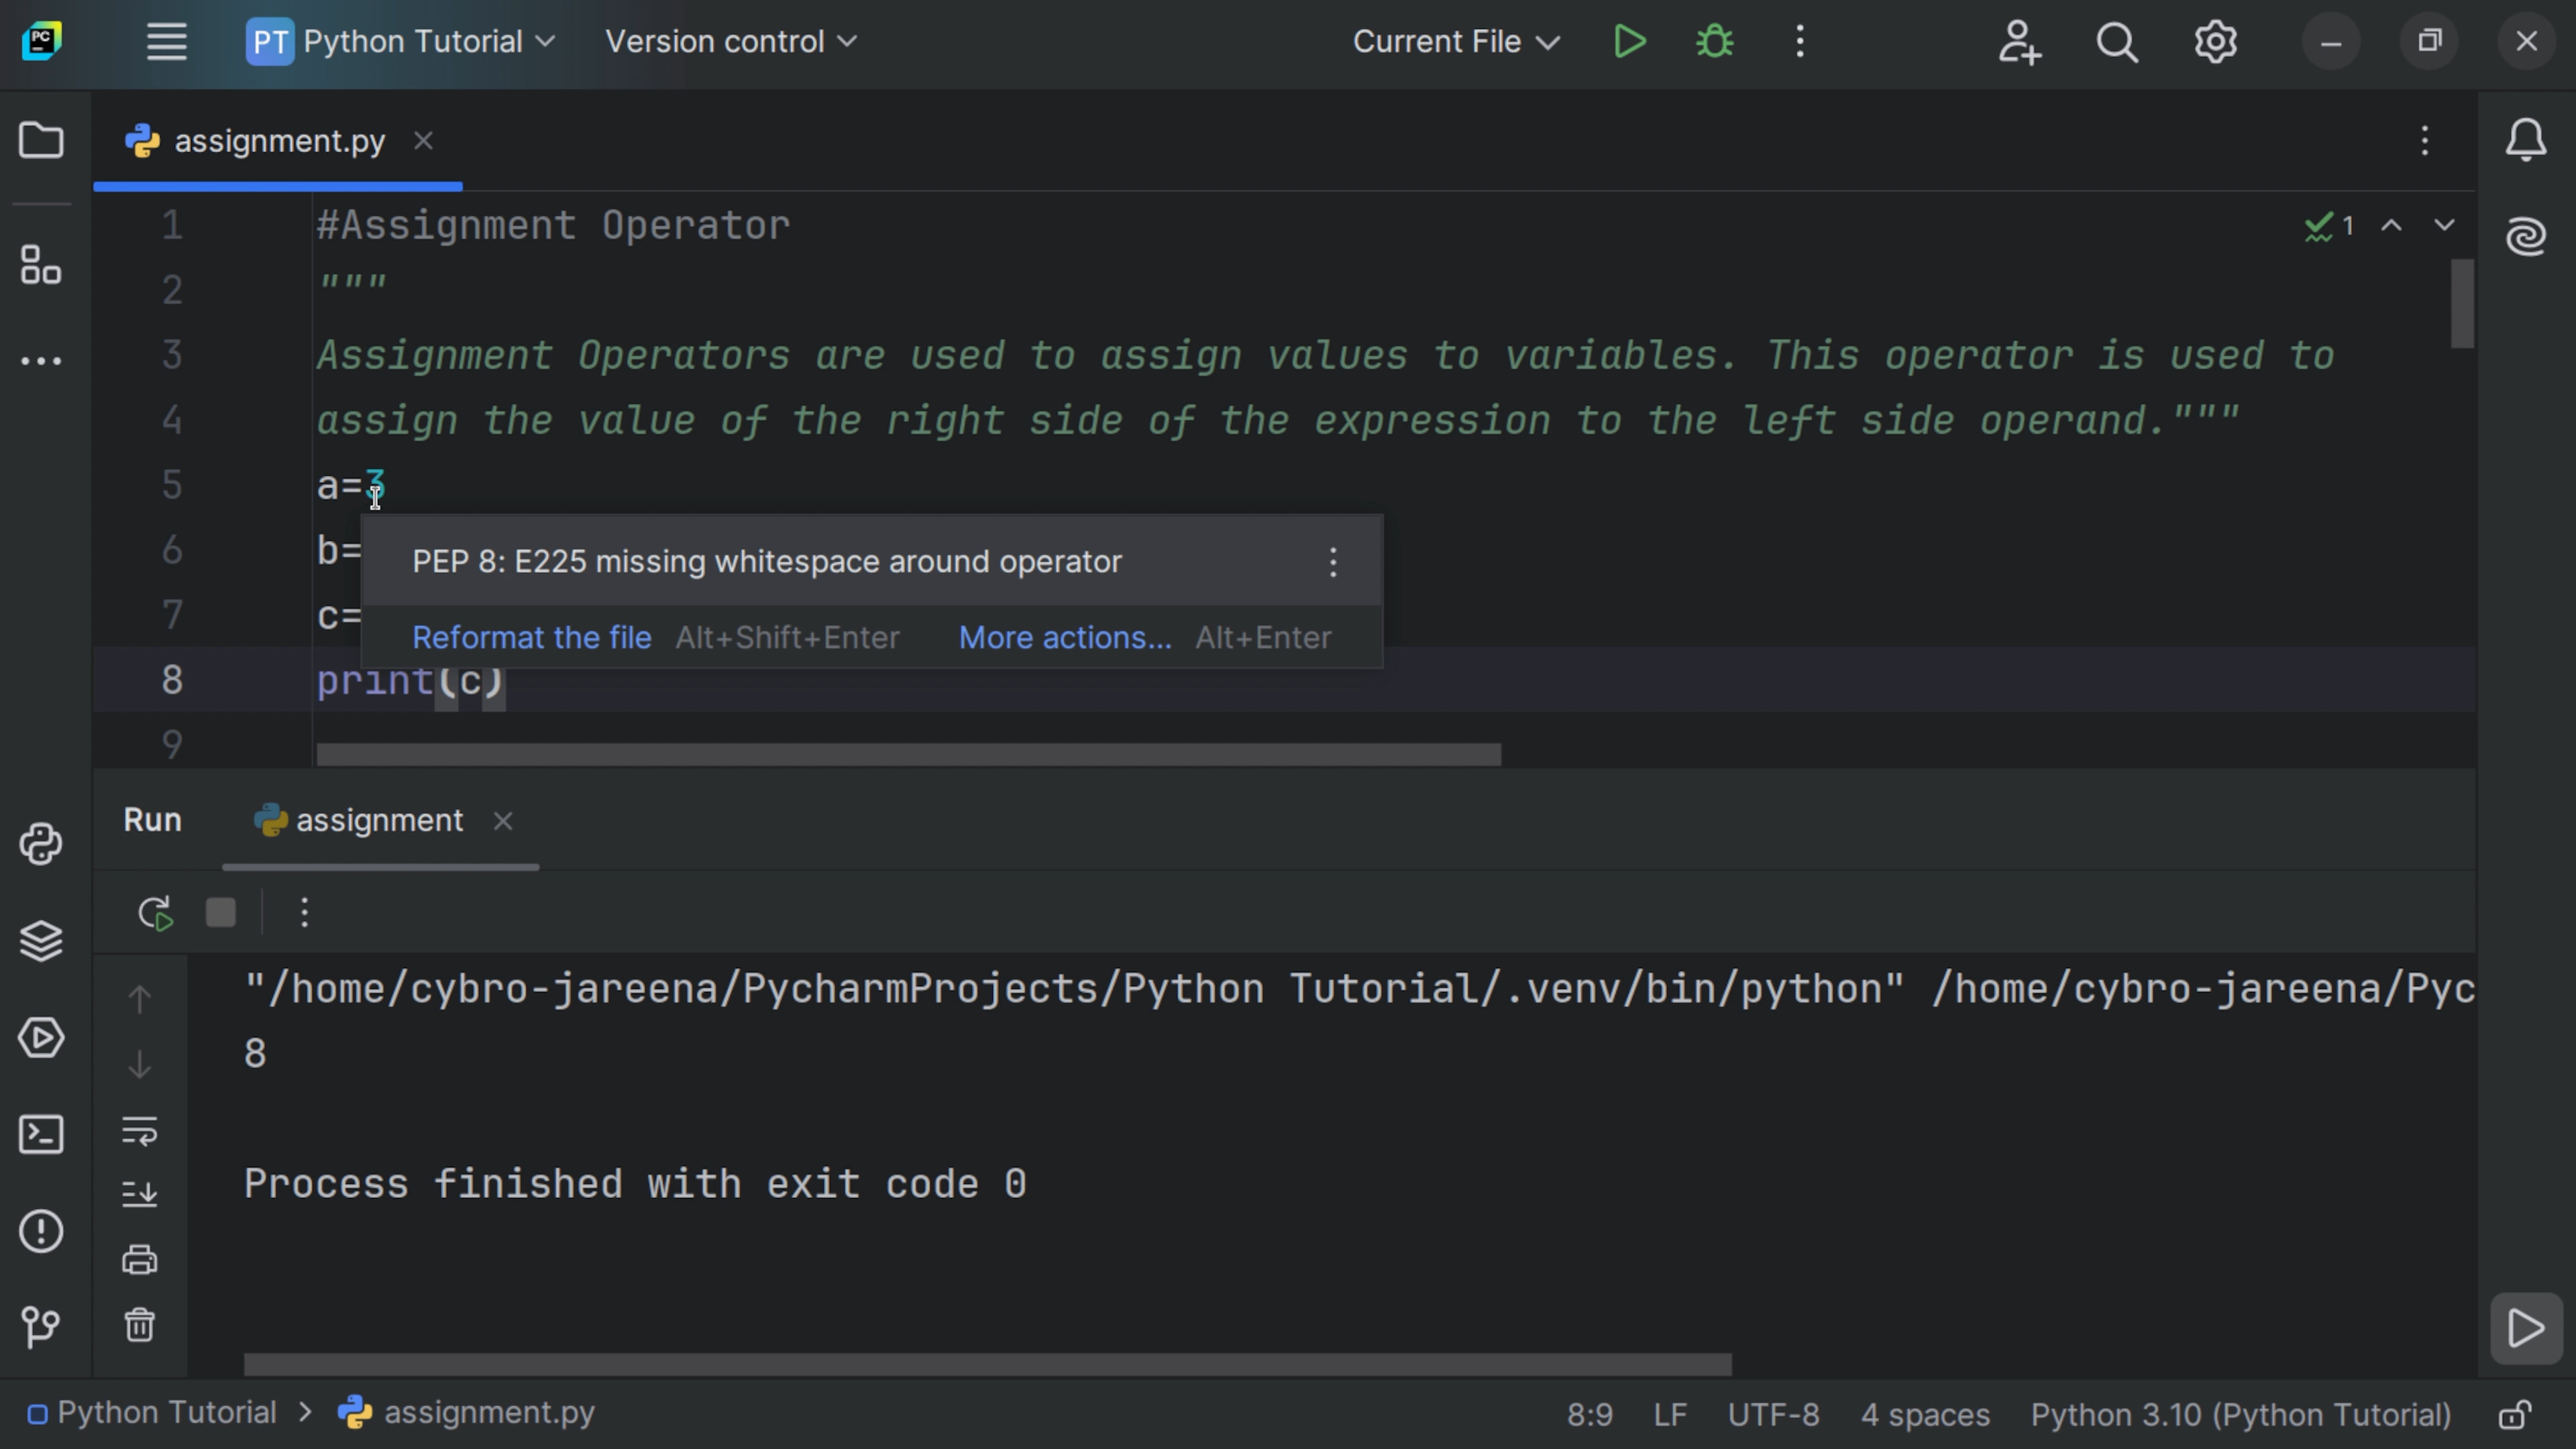 PC
PT Python Tutorial Version control Current File
assignment.py
1 #Assignment Operator 1
2 """
3 Assignment Operators are used to assign values to variables. This operator is used to
4 assign the value of the right side of the expression to the left side operand."""
5 a=3
6 b=
PEP 8: E225 missing whitespace around operator
7 c=
Reformat the file Alt+Shift+Enter More actions... Alt+Enter
8 print(c)
9
Run assignment
"/home/cybro-jareena/PycharmProjects/Python Tutorial/.venv/bin/python" /home/cybro-jareena/Pyc
8
Process finished with exit code 0
Python Tutorial > assignment.py 8:9 LF UTF-8 4 spaces Python 3.10 (Python Tutorial)